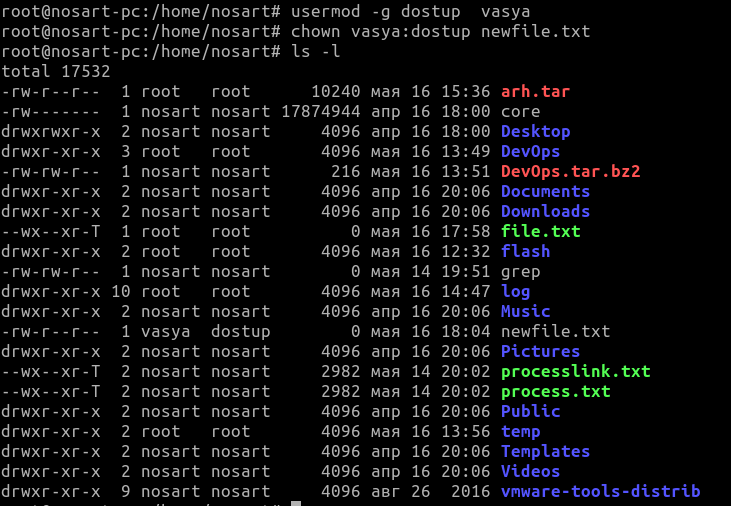 root@nosart-pc:/home/nosart# usermod -g dostup  vasya
root@nosart-pc:/home/nosart# chown vasya:dostup newfile.txt
root@nosart-pc:/home/nosart# ls -l
total 17532
-rw-r--r--  1 root   root      10240 мая 16 15:36 arh.tar
-rw-------  1 nosart nosart 17874944 апр 16 18:00 core
drwxrwxr-x  2 nosart nosart     4096 апр 16 18:00 Desktop
drwxr-xr-x  3 root   root       4096 мая 16 13:49 DevOps
-rw-rw-r--  1 nosart nosart      216 мая 16 13:51 DevOps.tar.bz2
drwxr-xr-x  2 nosart nosart     4096 апр 16 20:06 Documents
drwxr-xr-x  2 nosart nosart     4096 апр 16 20:06 Downloads
--wx--xr-T  1 root   root          0 мая 16 17:58 file.txt
drwxr-xr-x  2 root   root       4096 мая 16 12:32 flash
-rw-rw-r--  1 nosart nosart        0 мая 14 19:51 grep
drwxr-xr-x 10 root   root       4096 мая 16 14:47 log
drwxr-xr-x  2 nosart nosart     4096 апр 16 20:06 Music
-rw-r--r--  1 vasya  dostup        0 мая 16 18:04 newfile.txt
drwxr-xr-x  2 nosart nosart     4096 апр 16 20:06 Pictures
--wx--xr-T  2 nosart nosart     2982 мая 14 20:02 processlink.txt
--wx--xr-T  2 nosart nosart     2982 мая 14 20:02 process.txt
drwxr-xr-x  2 nosart nosart     4096 апр 16 20:06 Public
drwxr-xr-x  2 root   root       4096 мая 16 13:56 temp
drwxr-xr-x  2 nosart nosart     4096 апр 16 20:06 Templates
drwxr-xr-x  2 nosart nosart     4096 апр 16 20:06 Videos
drwxr-xr-x  9 nosart nosart     4096 авг 26  2016 vmware-tools-distrib
root@nosart-pc:/home/nosart#